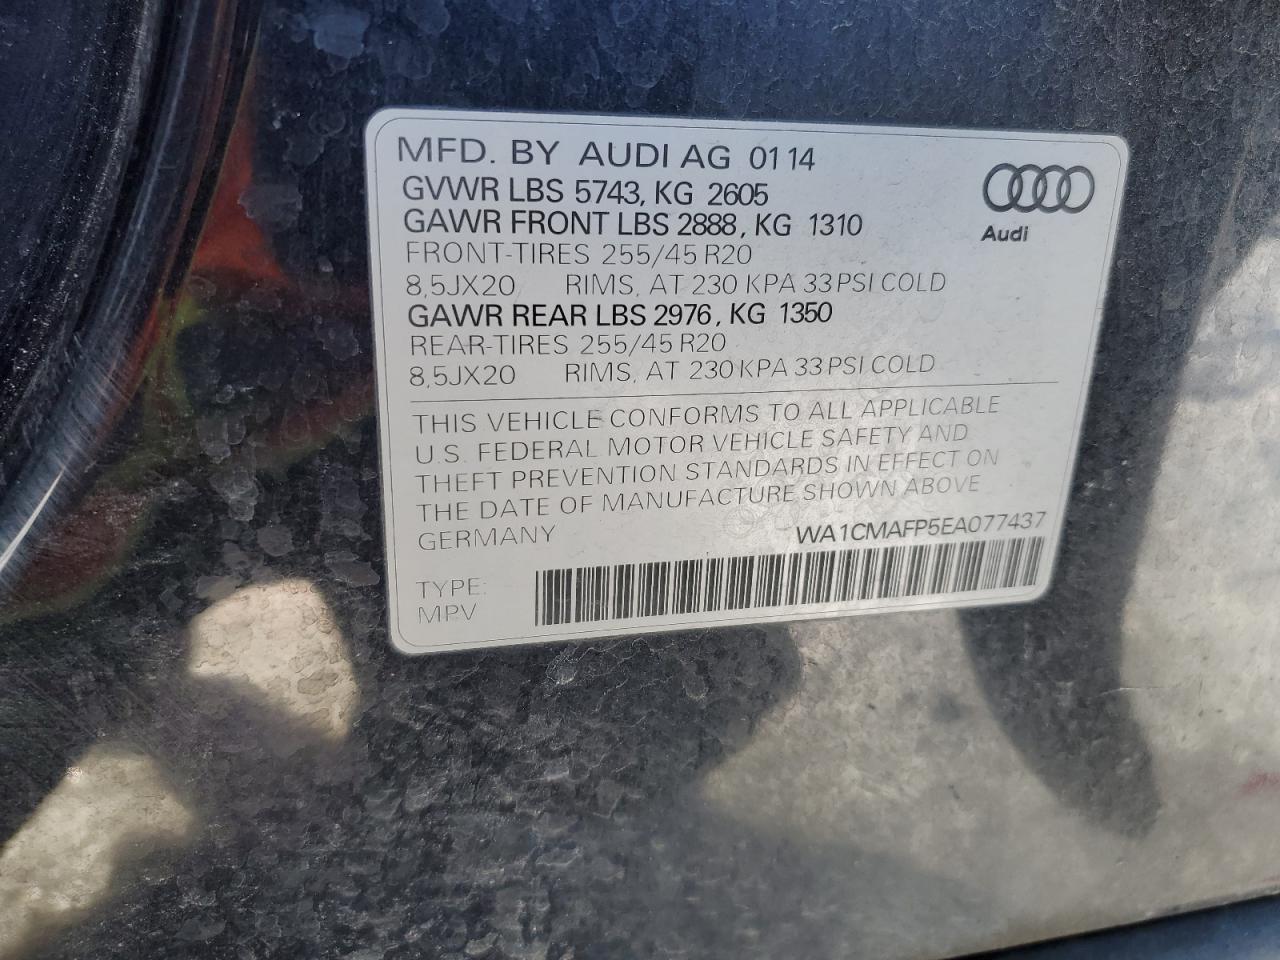 MFD. BY AUDI AG 01 14
GVWR LBS 5743, KG 2605
GAWR FRONT LBS 2888, KG 1310
FRONT-TIRES 255/45 R20
8,5JX20 RIMS, AT 230 KPA 33 PSI COLD
GAWR REAR LBS 2976, KG 1350
REAR-TIRES 255/45 R20
8,5JX20 RIMS, AT 230 KPA 33 PSI COLD
Audi
THIS VEHICLE CONFORMS TO ALL APPLICABLE
U.S. FEDERAL MOTOR VEHICLE SAFETY AND
THEFT PREVENTION STANDARDS IN EFFECT ON
THE DATE OF MANUFACTURE SHOWN ABOVE
GERMANY WA1CMAFP5EA077437
TYPE:
MPV